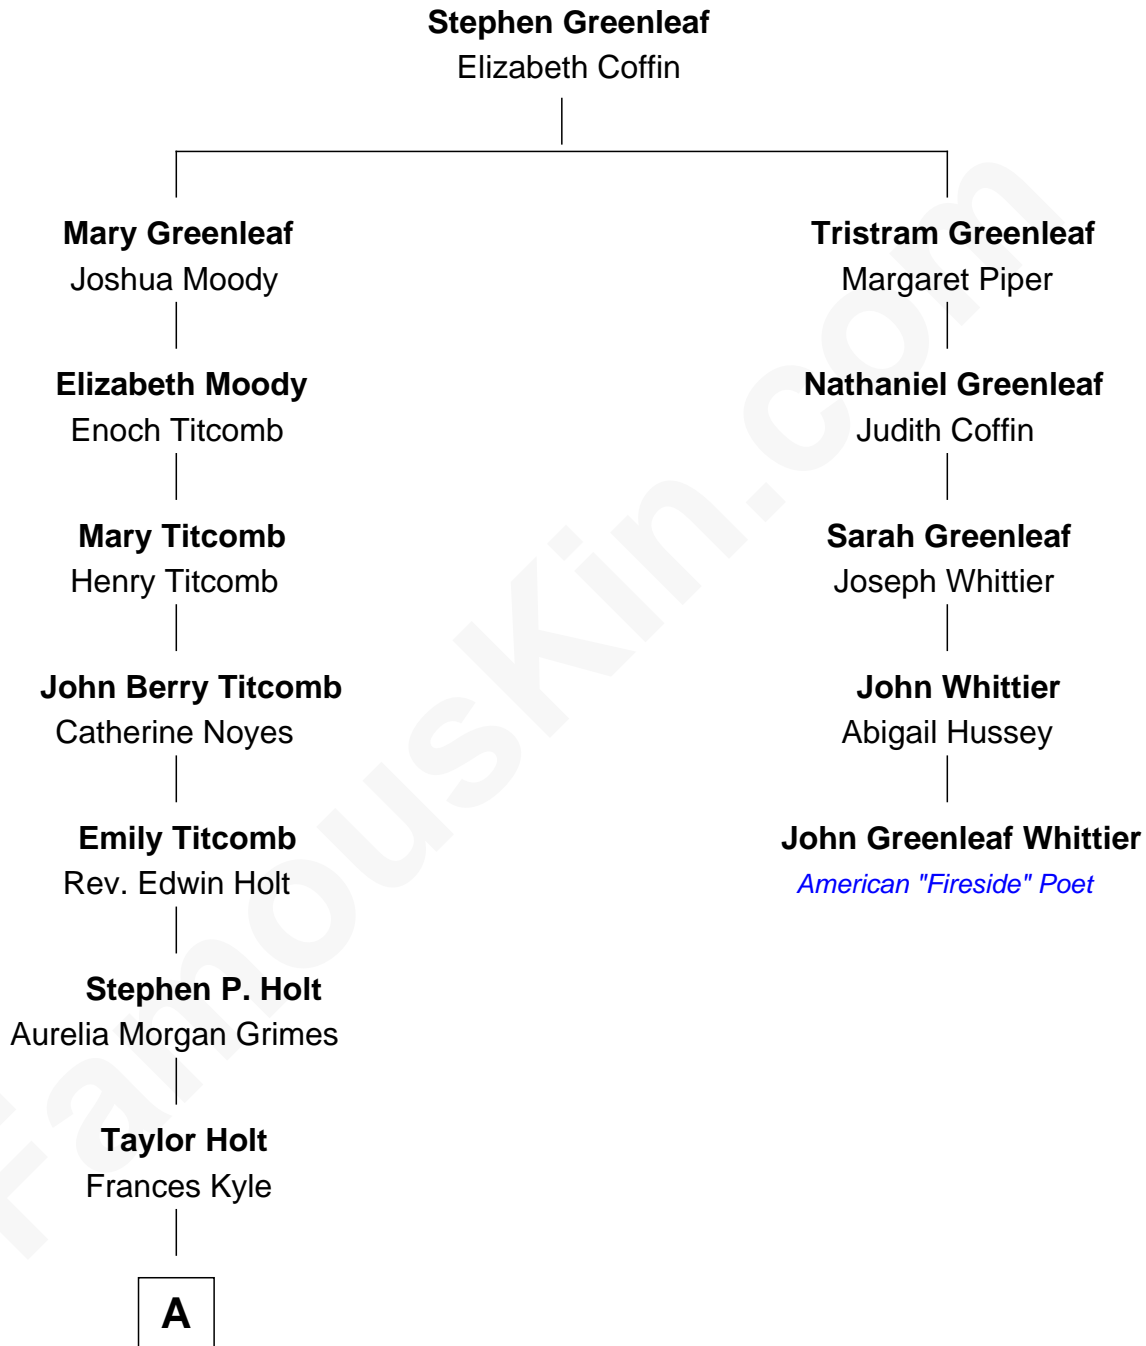 Stephen Greenleaf
Elizabeth Coffin
Mary Greenleaf
Joshua Moody
Elizabeth Moody
Enoch Titcomb
Mary Titcomb
Henry Titcomb
John Berry Titcomb
Catherine Noyes
Emily Titcomb
Rev. Edwin Holt
Stephen P. Holt
Aurelia Morgan Grimes
Taylor Holt
Frances Kyle
A
Tristram Greenleaf
Margaret Piper
Nathaniel Greenleaf
Judith Coffin
Sarah Greenleaf
Joseph Whittier
John Whittier
Abigail Hussey
John Greenleaf Whittier
American "Fireside" Poet
FamousKin.com